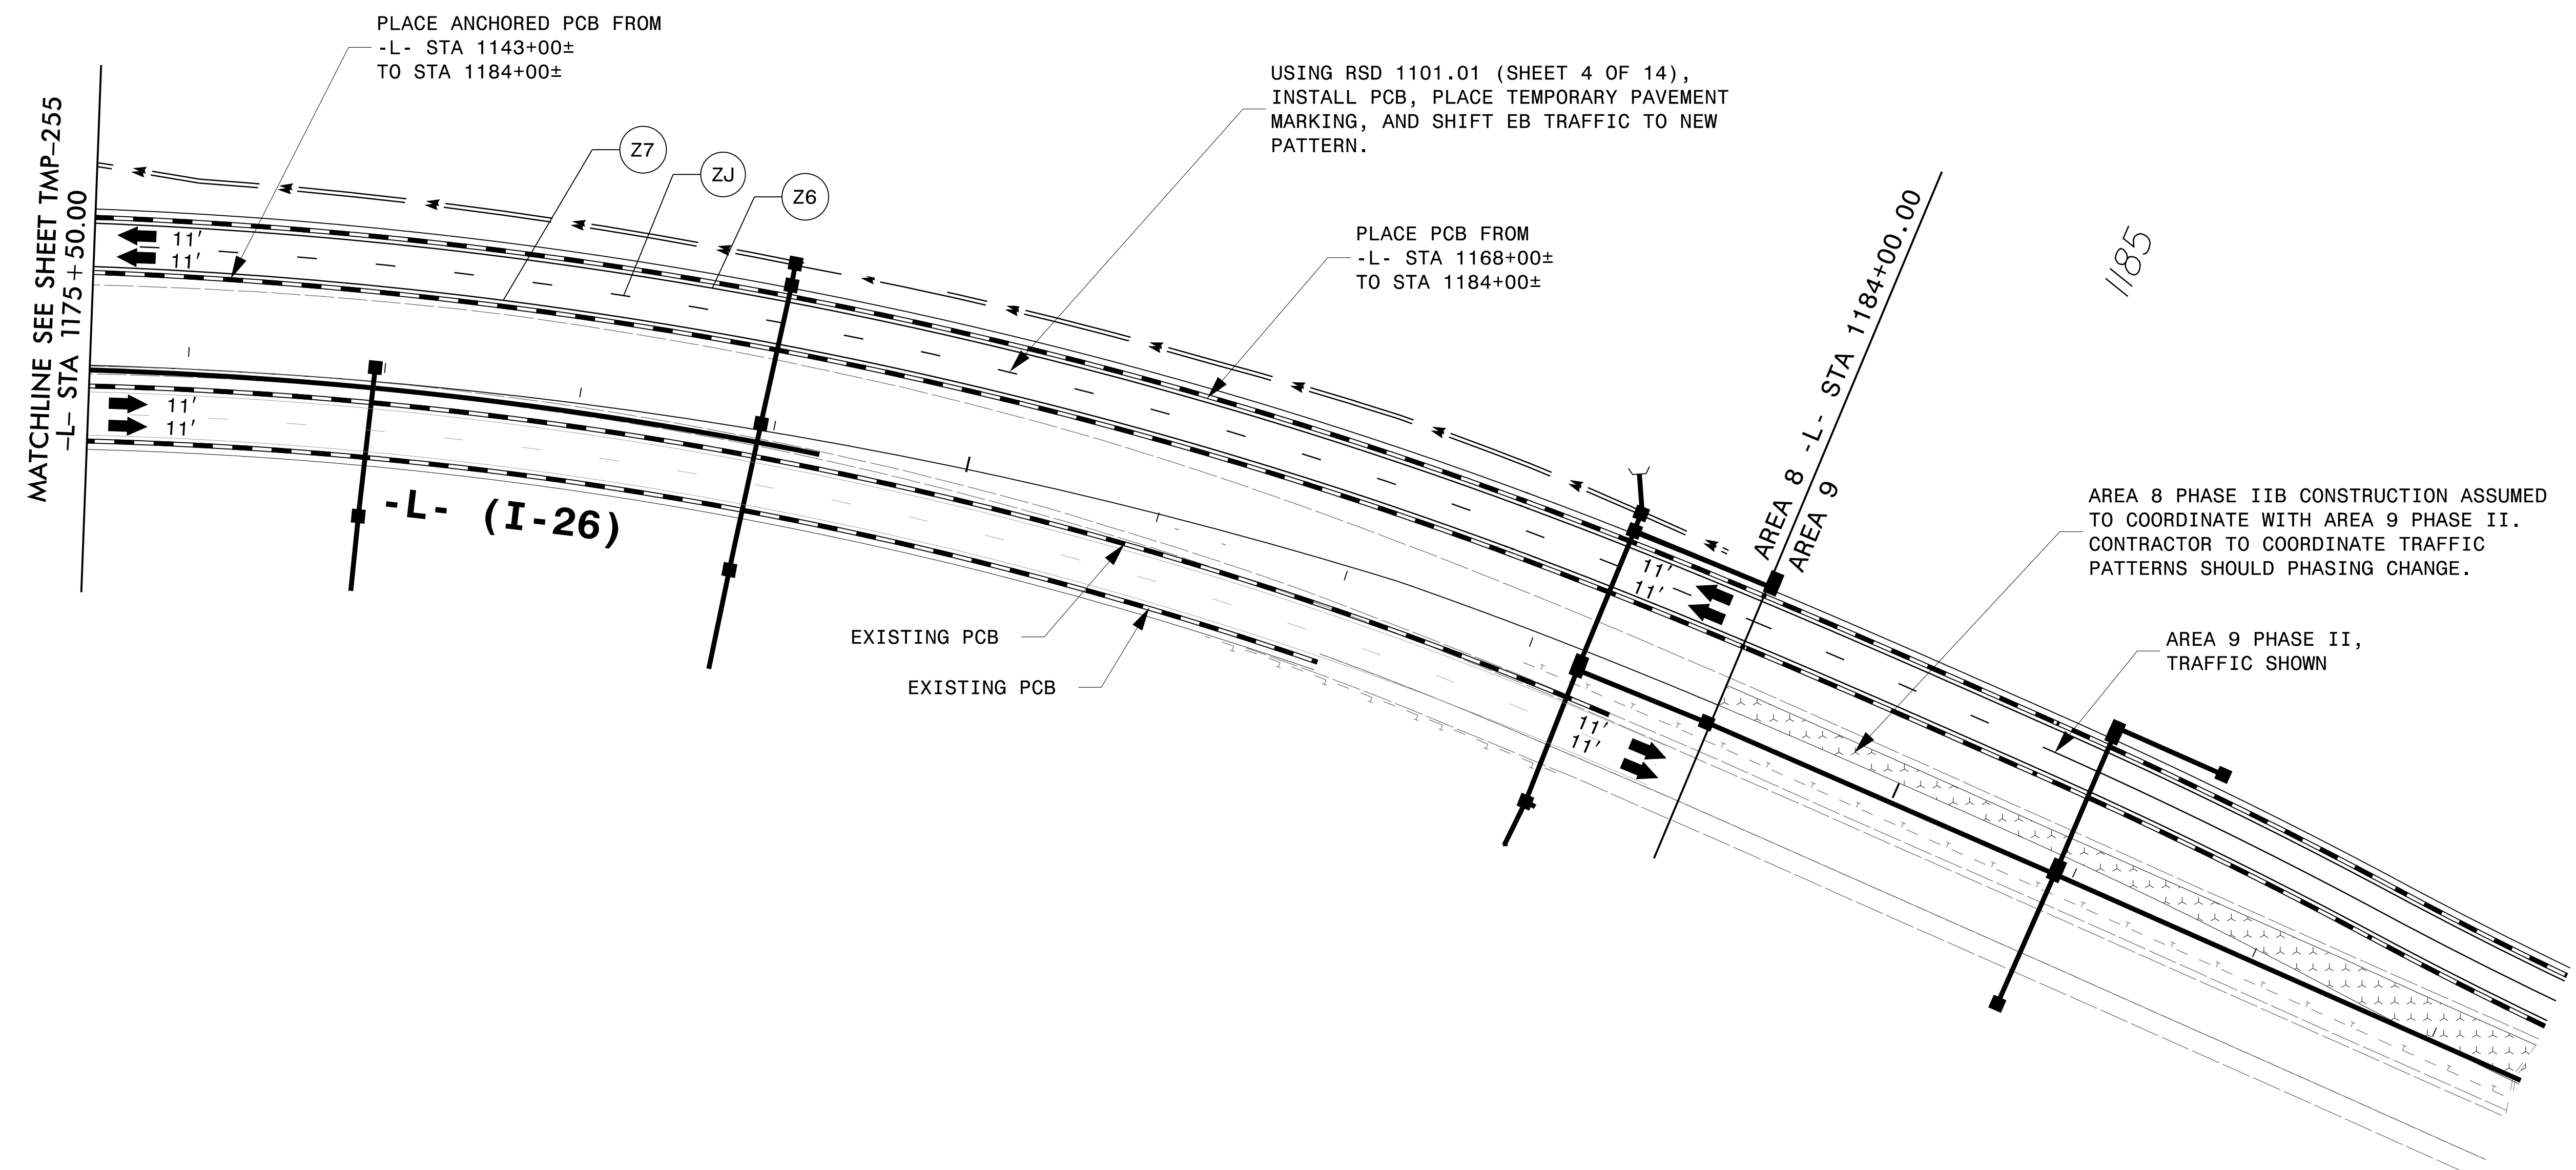 PLACE ANCHORED PCB FROM
-L- STA 1143+00±
TO STA 1184+00±
USING RSD 1101.01 (SHEET 4 OF 14),
INSTALL PCB, PLACE TEMPORARY PAVEMENT
MARKING, AND SHIFT EB TRAFFIC TO NEW
PATTERN.
MATCHLINE SEE SHEET TMP-255
-L- STA 1175+50.00
Z7
ZJ
Z6
PLACE PCB FROM
-L- STA 1168+00±
TO STA 1184+00±
1185
AREA 8 -L- STA 1184+00.00
AREA 9
11'
11'
11'
11'
-L- (I-26)
EXISTING PCB
EXISTING PCB
11'
11'
11'
11'
AREA 8 PHASE IIB CONSTRUCTION ASSUMED
TO COORDINATE WITH AREA 9 PHASE II.
CONTRACTOR TO COORDINATE TRAFFIC
PATTERNS SHOULD PHASING CHANGE.
AREA 9 PHASE II,
TRAFFIC SHOWN